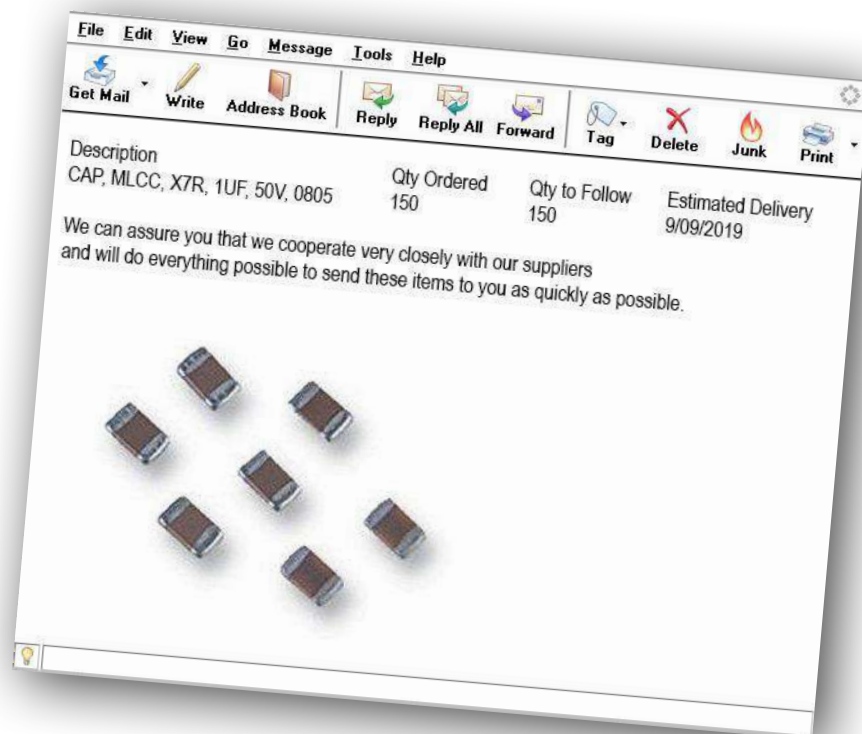 File Edit View Go Message Tools Help
Get Mail Write Address Book Reply Reply All Forward Tag Delete Junk Print
Description Qty Ordered Qty to Follow Estimated Delivery
CAP, MLCC, X7R, 1UF, 50V, 0805 150 150 9/09/2019
We can assure you that we cooperate very closely with our suppliers
and will do everything possible to send these items to you as quickly as possible.